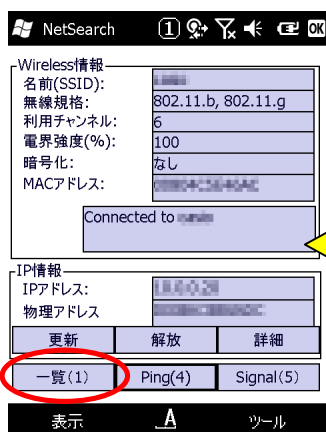 NetSearch 1 OK
Wireless情報
名前(SSID):
無線規格: 802.11.b, 802.11.g
利用チャンネル: 6
電界強度(%): 100
暗号化: なし
MACアドレス:
Connected to
IP情報
IPアドレス:
物理アドレス
更新 解放 詳細
一覧(1) Ping(4) Signal(5)
表示 A ツール